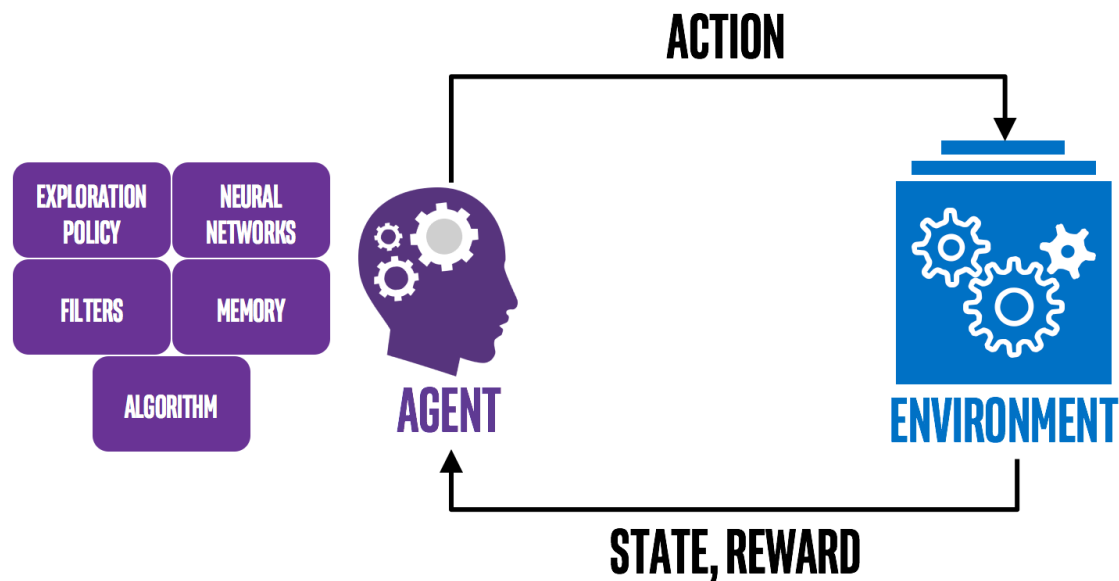 ACTION
EXPLORATION
POLICY
NEURAL
NETWORKS
FILTERS
MEMORY
ALGORITHM
AGENT
ENVIRONMENT
STATE, REWARD